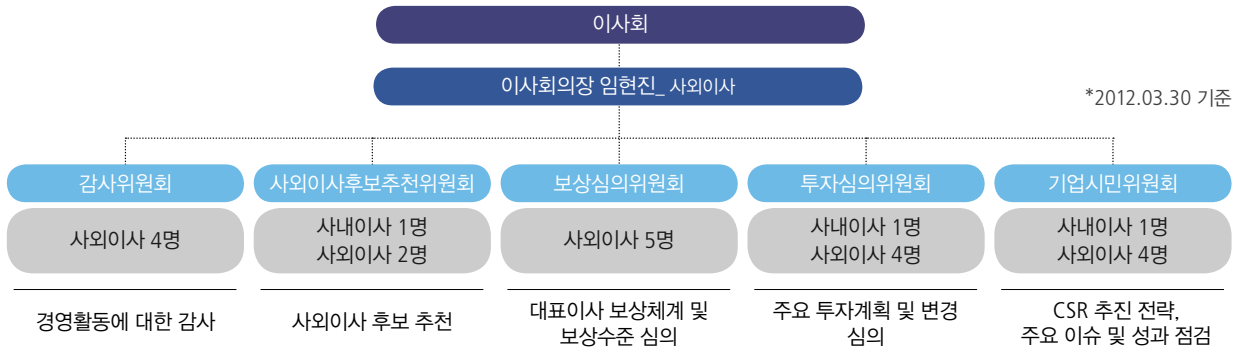 이사회
이사회의장 임현진_ 사외이사
*2012.03.30 기준
감사위원회
사외이사 4명
경영활동에 대한 감사
사외이사후보추천위원회
사내이사 1명
사외이사 2명
사외이사 후보 추천
보상심의위원회
사외이사 5명
대표이사 보상체계 및
보상수준 심의
투자심의위원회
사내이사 1명
사외이사 4명
주요 투자계획 및 변경
심의
기업시민위원회
사내이사 1명
사외이사 4명
CSR 추진 전략,
주요 이슈 및 성과 점검